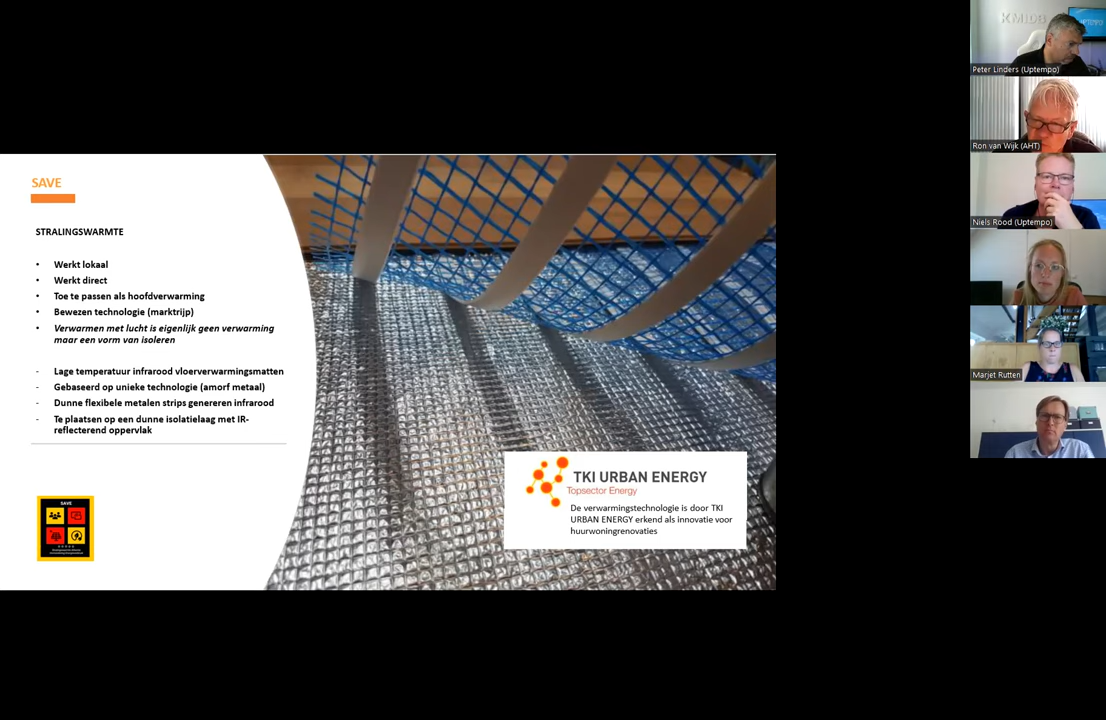 SAVE
STRALINGSWARMTE
• Werkt lokaal
• Werkt direct
• Toe te passen als hoofdverwarming
• Bewezen technologie (marktrijp)
• Verwarmen met lucht is eigenlijk geen verwarming
maar een vorm van isoleren
- Lage temperatuur infrarood vloerverwarmingsmatten
- Gebaseerd op unieke technologie (amorf metaal)
- Dunne flexibele metalen strips genereren infrarood
- Te plaatsen op een dunne isolatielaag met IR-
reflecterend oppervlak
SAVE
TKI URBAN ENERGY
Topsector Energy
De verwarmingstechnologie is door TKI
URBAN ENERGY erkend als innovatie voor
huurwoningrenovaties
Peter Linders (Uptempo)
Ron van Wijk (AHT)
Niels Rood (Uptempo)
Marjet Rutten